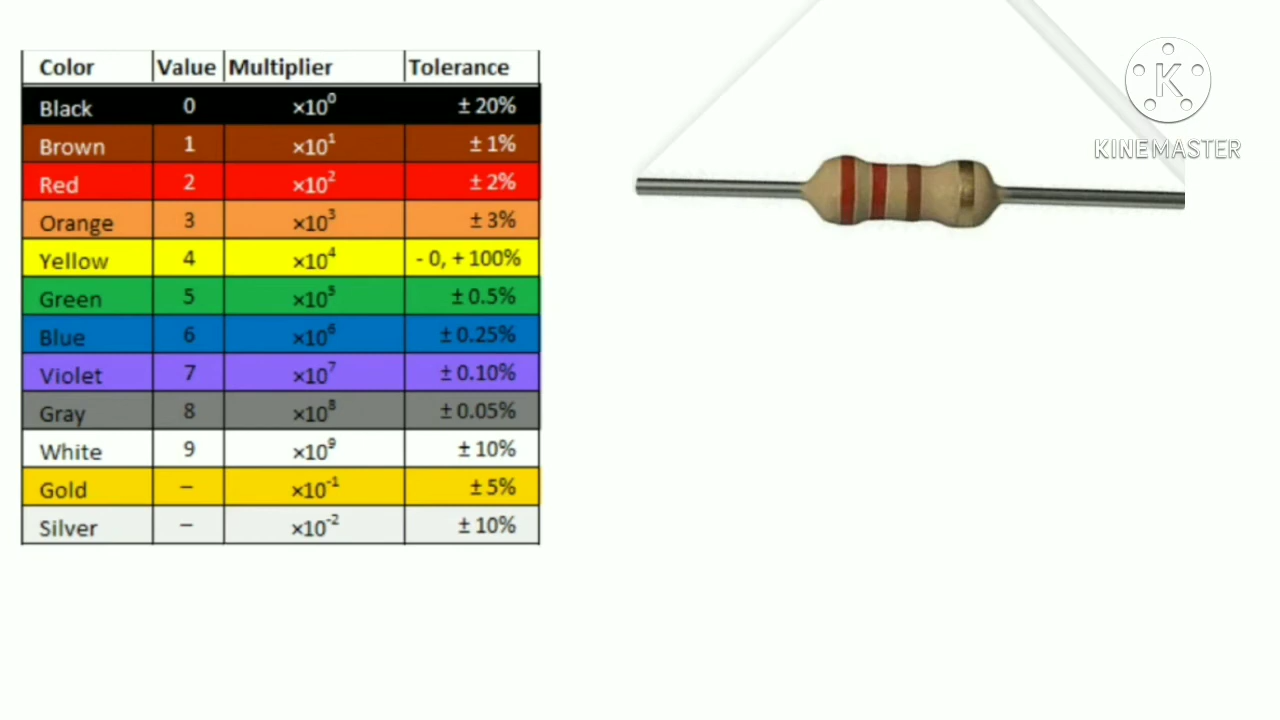 Color Value Multiplier Tolerance
Black 0 ×10⁰ ± 20%
Brown 1 ×10¹ ± 1%
Red 2 ×10² ± 2%
Orange 3 ×10³ ± 3%
Yellow 4 ×10⁴ - 0, + 100%
Green 5 ×10⁵ ± 0.5%
Blue 6 ×10⁶ ± 0.25%
Violet 7 ×10⁷ ± 0.10%
Gray 8 ×10⁸ ± 0.05%
White 9 ×10⁹ ± 10%
Gold – ×10⁻¹ ± 5%
Silver – ×10⁻² ± 10%
K
KINEMASTER